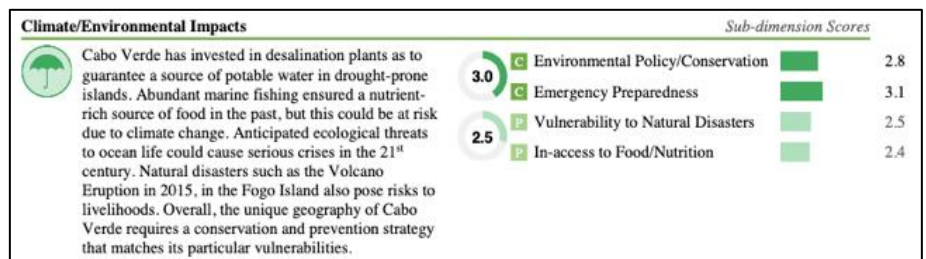 Climate/Environmental Impacts
Sub-dimension Scores
Cabo Verde has invested in desalination plants as to
guarantee a source of potable water in drought-prone
islands. Abundant marine fishing ensured a nutrient-
rich source of food in the past, but this could be at risk
due to climate change. Anticipated ecological threats
to ocean life could cause serious crises in the 21st
century. Natural disasters such as the Volcano
Eruption in 2015, in the Fogo Island also pose risks to
livelihoods. Overall, the unique geography of Cabo
Verde requires a conservation and prevention strategy
that matches its particular vulnerabilities.
3.0
C Environmental Policy/Conservation 2.8
C Emergency Preparedness 3.1
2.5
P Vulnerability to Natural Disasters 2.5
P In-access to Food/Nutrition 2.4